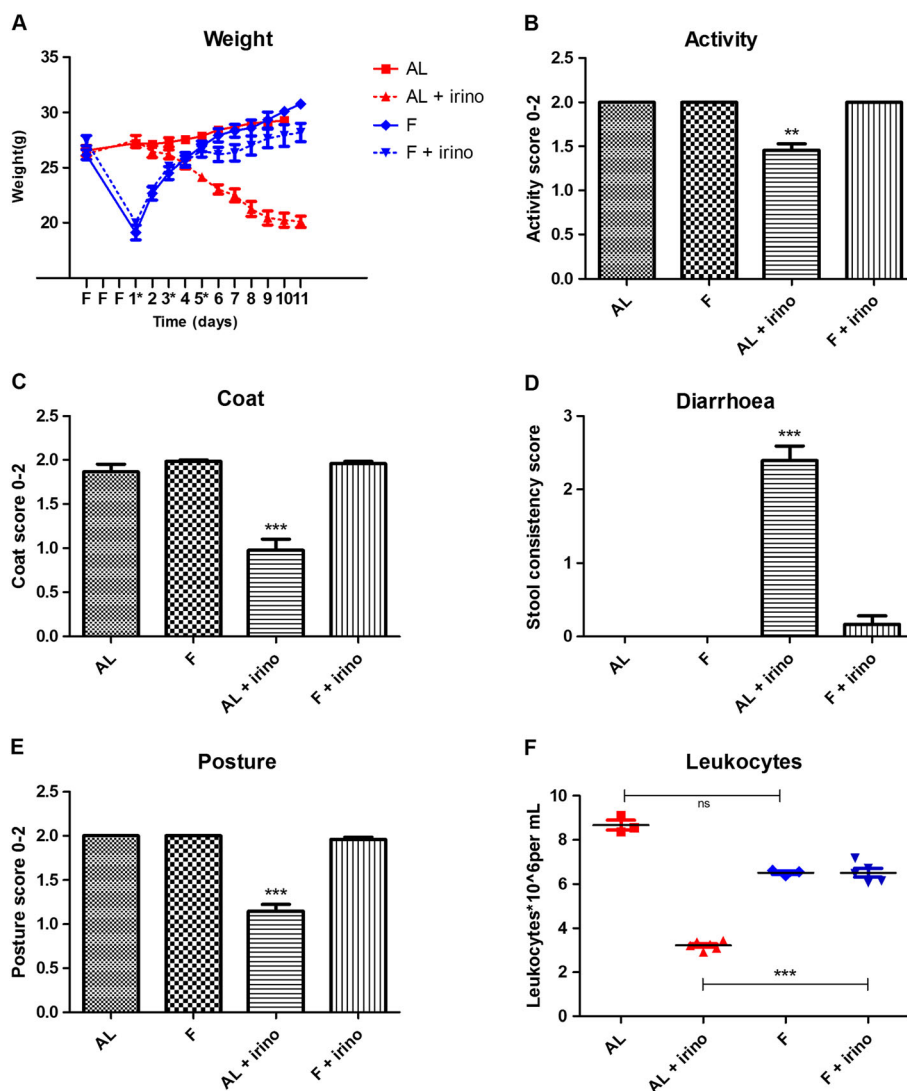 A
Weight
Weight(g)
30
25
20
F F F 1* 2 3* 4 5* 6 7 8 9 10 11
Time (days)
AL
AL + irino
F
F + irino
B
Activity
Activity score 0-2
2.5
2.0
1.5
1.0
0.5
0.0
**
AL
F
AL + irino
F + irino
C
Coat
Coat score 0-2
2.5
2.0
1.5
1.0
0.5
0.0
***
AL
F
AL + irino
F + irino
D
Diarrhoea
Stool consistency score
3
2
1
0
***
AL
F
AL + irino
F + irino
E
Posture
Posture score 0-2
2.5
2.0
1.5
1.0
0.5
0.0
***
AL
F
AL + irino
F + irino
F
Leukocytes
Leukocytes*10^6per mL
10
8
6
4
2
0
ns
***
AL
AL + irino
F
F + irino